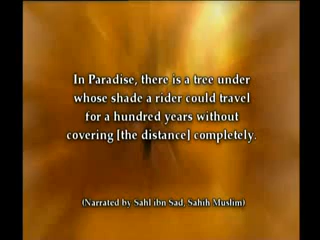 In Paradise, there is a tree under
whose shade a rider could travel
for a hundred years without
covering [the distance] completely.
(Narrated by Sahl ibn Sad, Sahih Muslim)